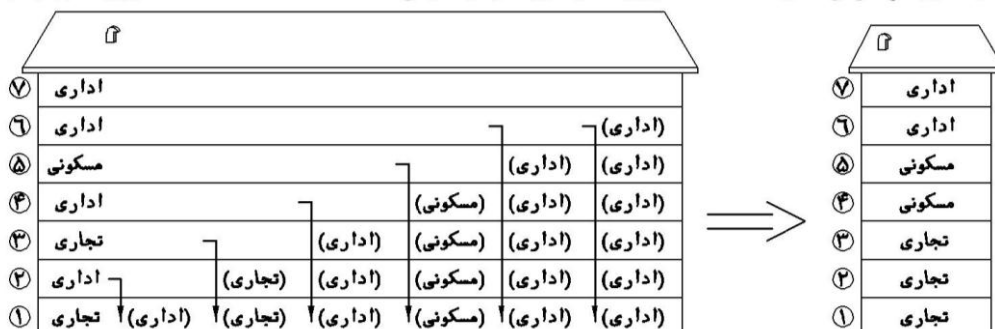 ۷ اداری
۶ اداری (اداری)
۵ مسکونی (اداری) (اداری)
۴ اداری (مسکونی) (اداری) (اداری)
۳ تجاری (اداری) (مسکونی) (اداری) (اداری)
۲ اداری (تجاری) (اداری) (مسکونی) (اداری) (اداری)
۱ تجاری (اداری) (تجاری) (اداری) (مسکونی) (اداری) (اداری)
۷ اداری
۶ اداری
۵ مسکونی
۴ مسکونی
۳ تجاری
۲ تجاری
۱ تجاری